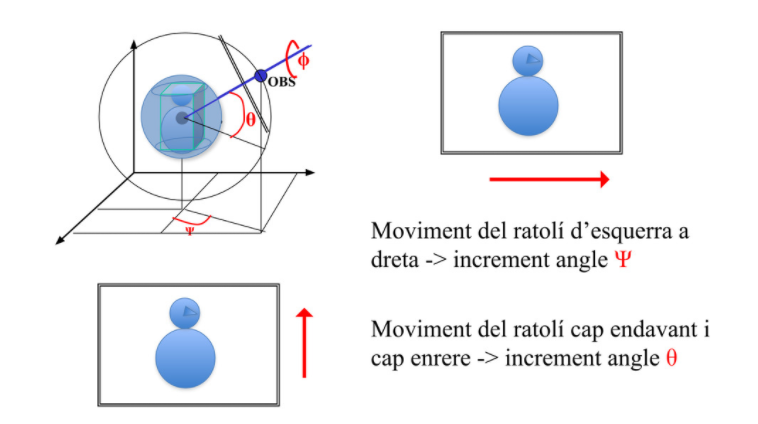 ϕ
OBS
θ
Ψ
Moviment del ratolí d’esquerra a
dreta -> increment angle Ψ
Moviment del ratolí cap endavant i
cap enrere -> increment angle θ